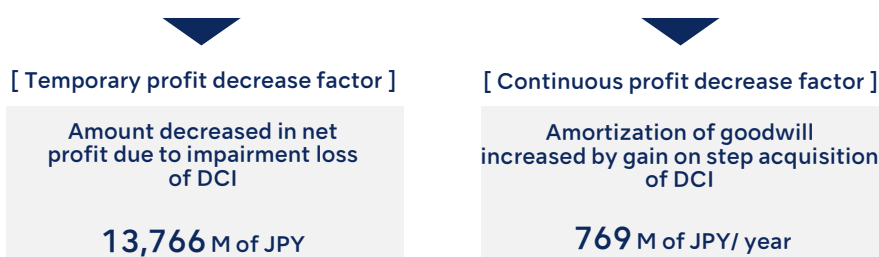 [ Temporary profit decrease factor ]
Amount decreased in net
profit due to impairment loss
of DCI
13,766 M of JPY
[ Continuous profit decrease factor ]
Amortization of goodwill
increased by gain on step acquisition
of DCI
769 M of JPY/ year